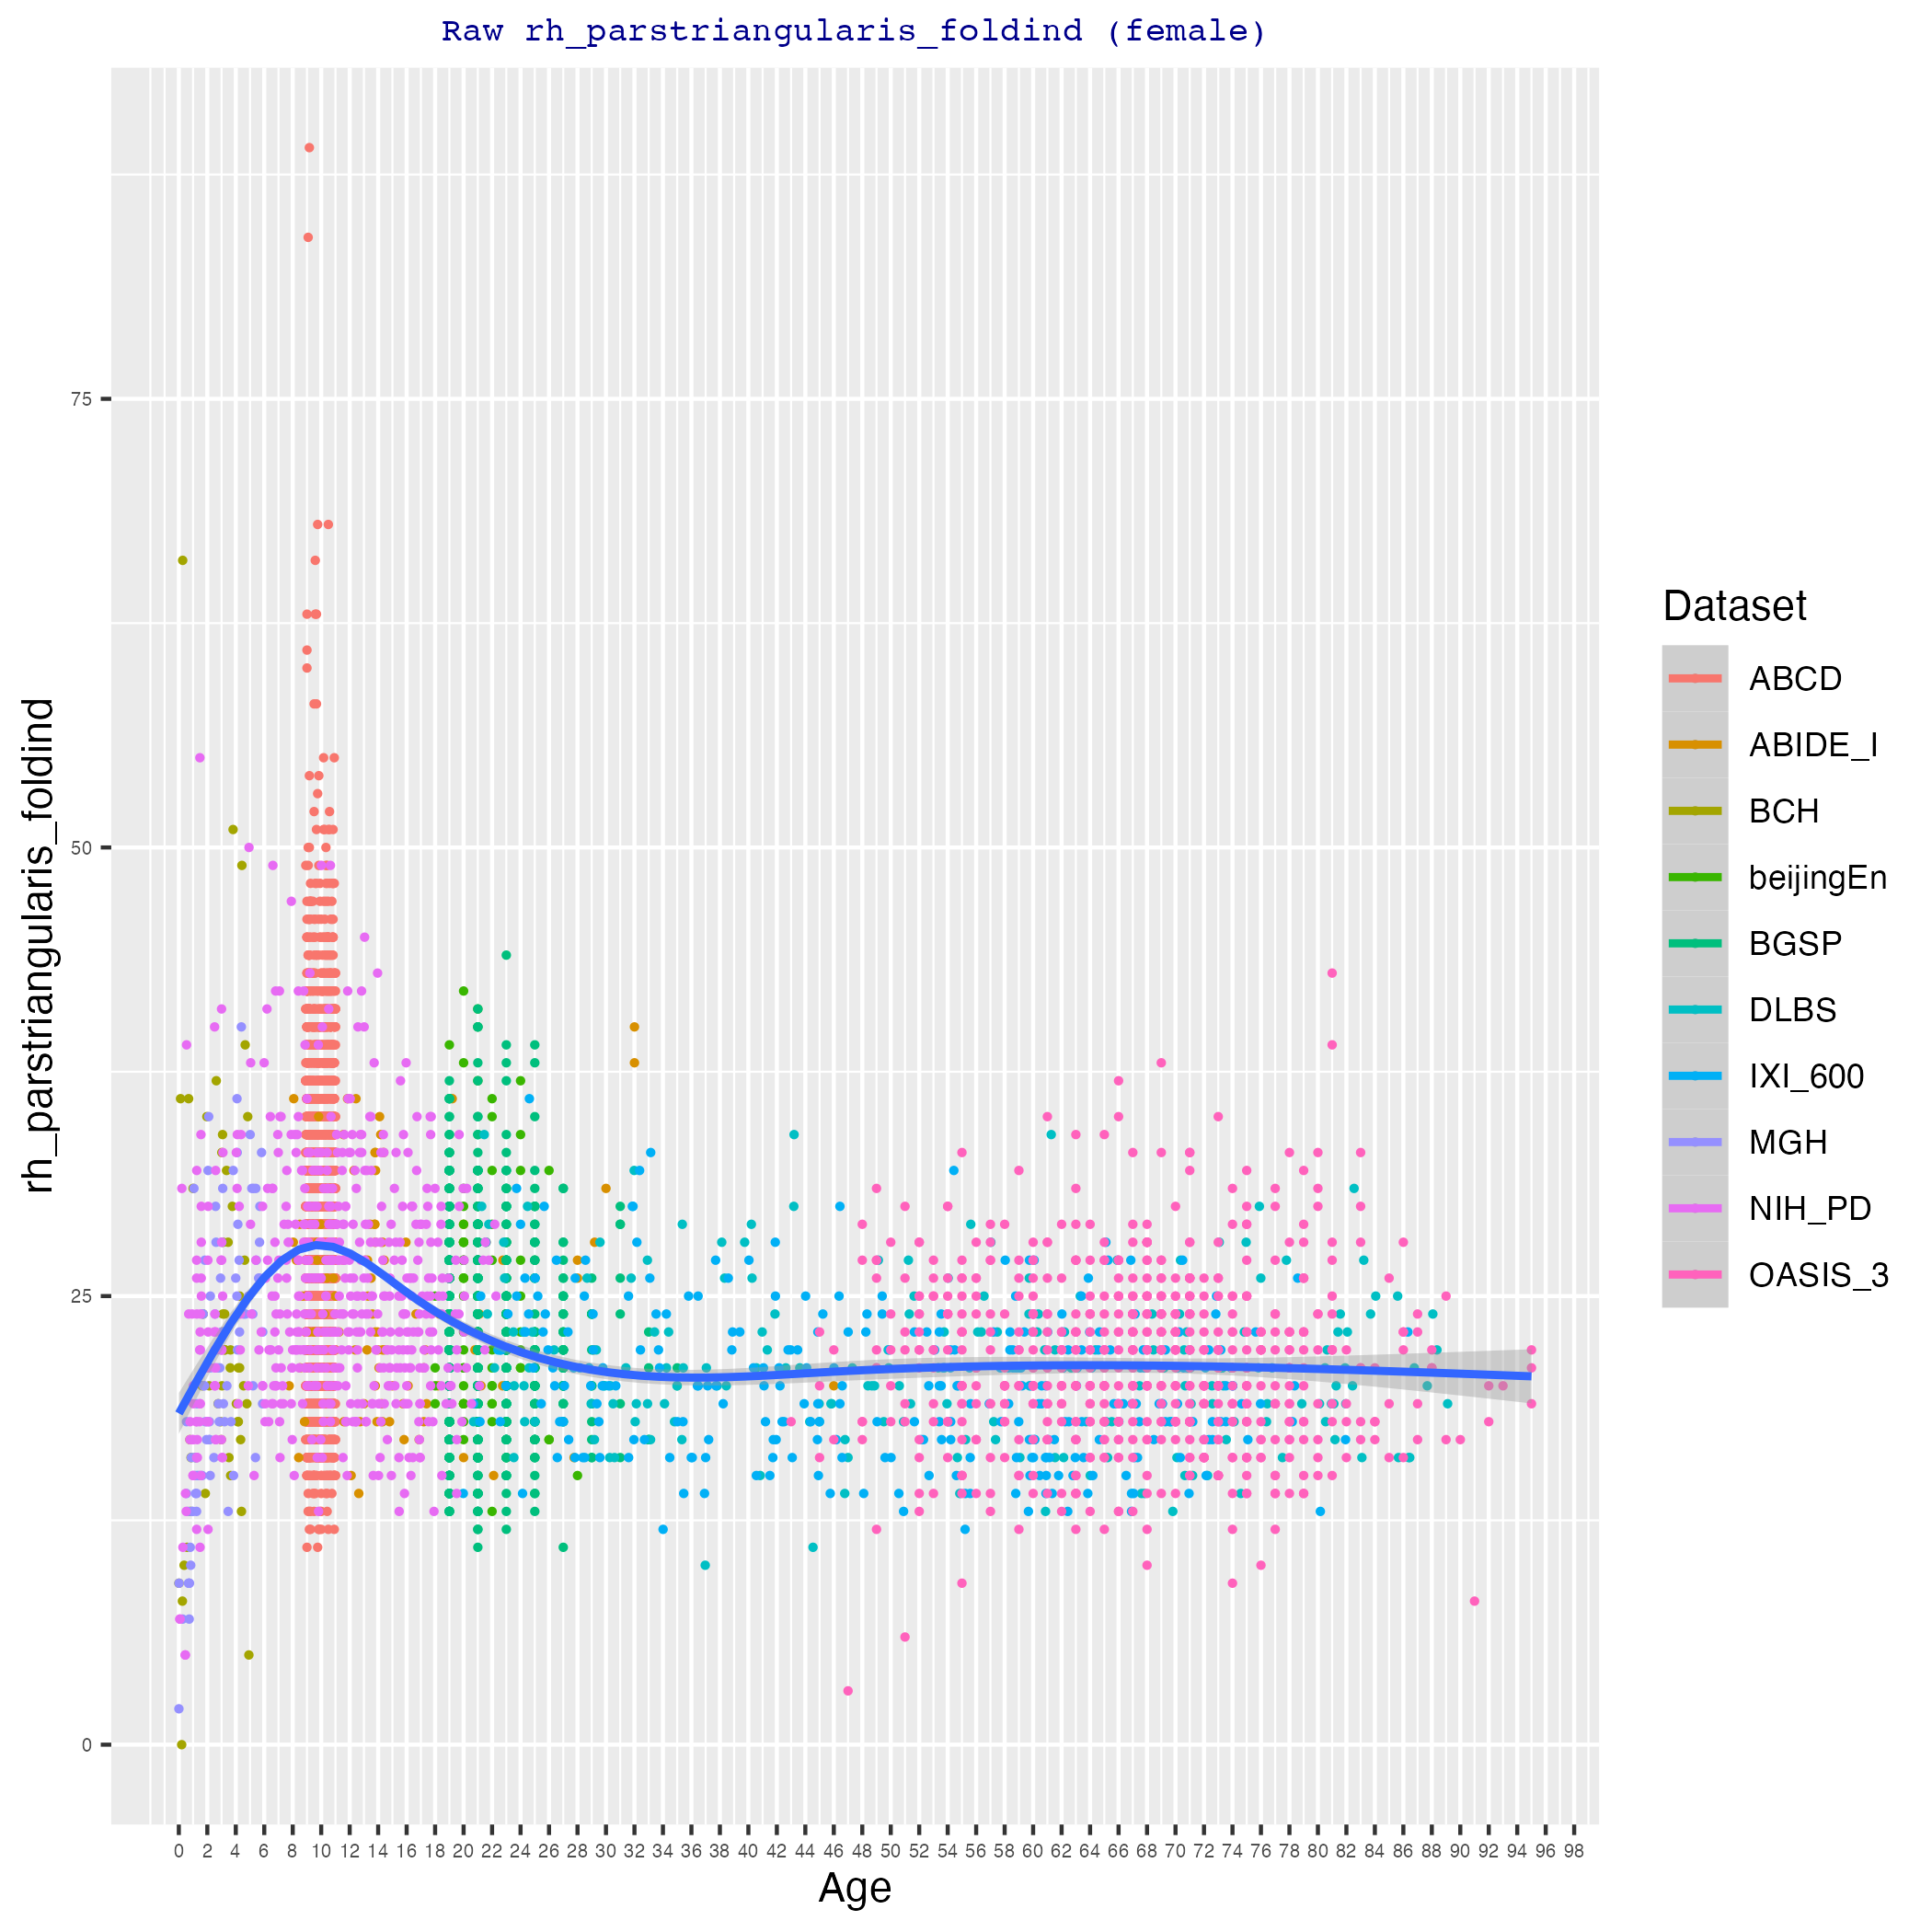 Raw rh_parstriangularis_foldind (female)
rh_parstriangularis_foldind
75
50
25
0
0 2 4 6 8 10 12 14 16 18 20 22 24 26 28 30 32 34 36 38 40 42 44 46 48 50 52 54 56 58 60 62 64 66 68 70 72 74 76 78 80 82 84 86 88 90 92 94 96 98
Age
Dataset
ABCD
ABIDE_I
BCH
beijingEn
BGSP
DLBS
IXI_600
MGH
NIH_PD
OASIS_3